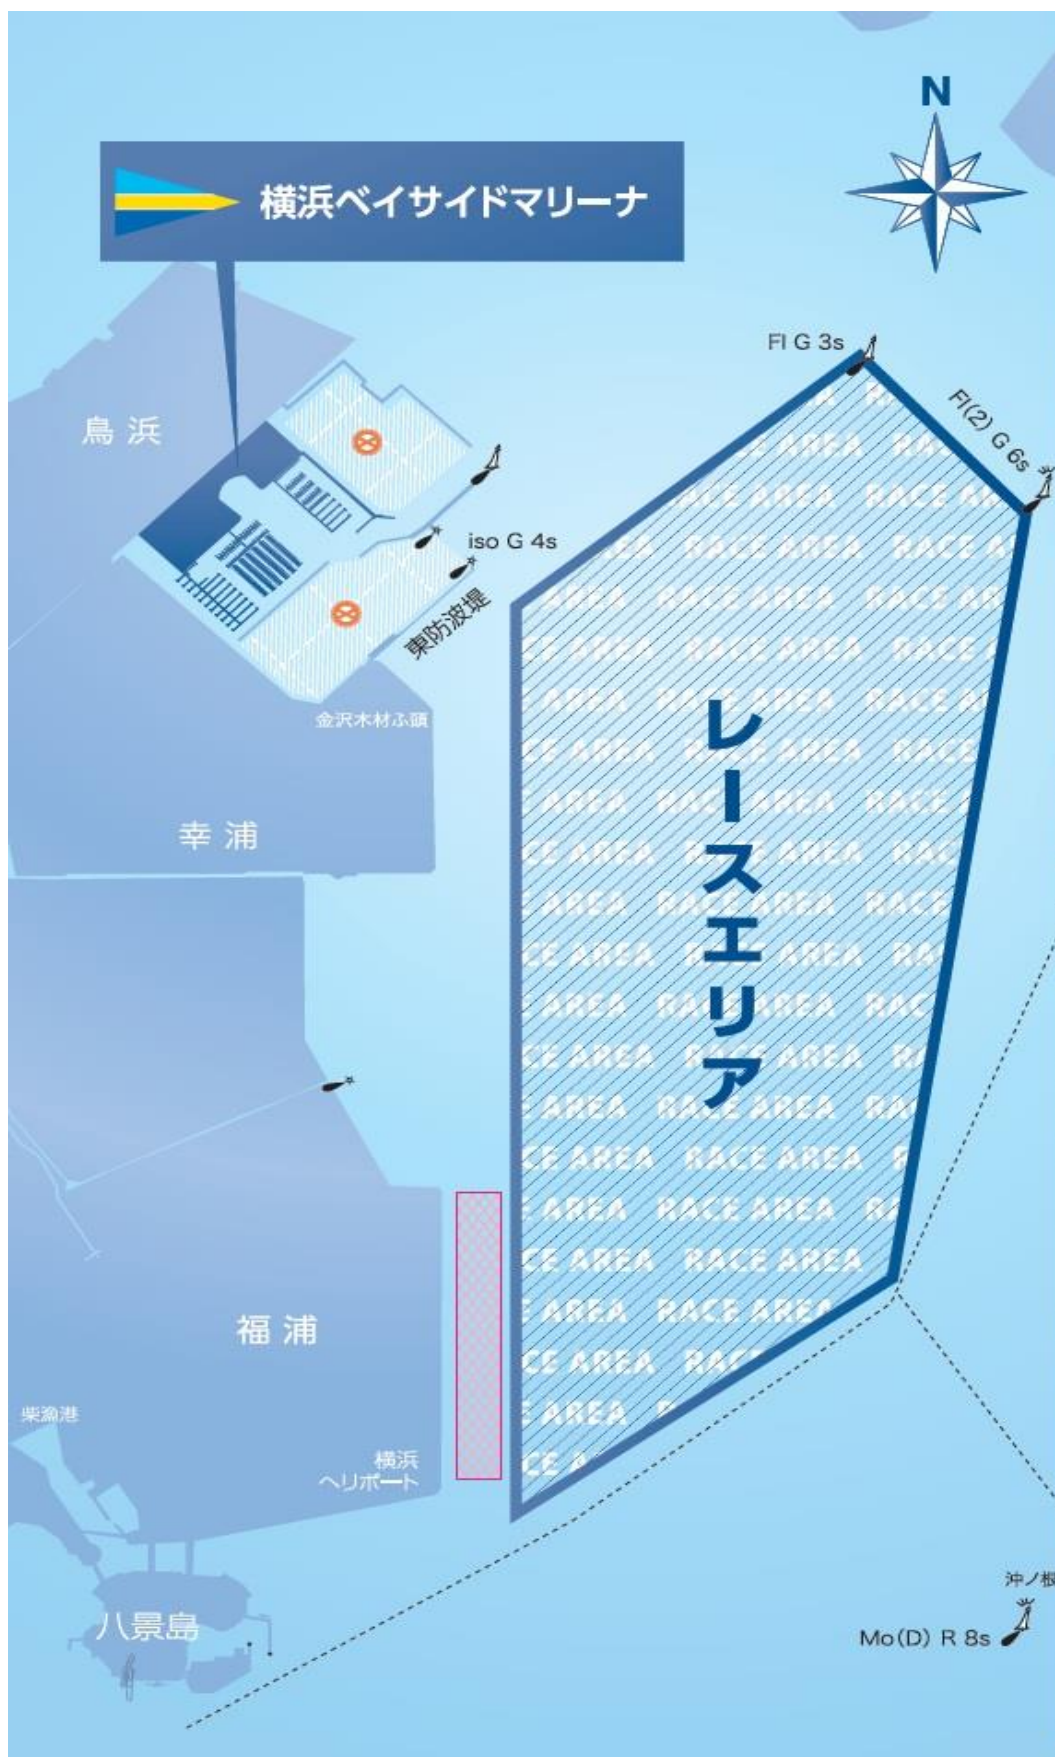 N
横浜ベイサイドマリーナ
Fl G 3s
Fl(2) G 6s
鳥浜
iso G 4s
東防波堤
金沢木材ふ頭
幸浦
レースエリア
RACE AREA
福浦
柴漁港
横浜
ヘリポート
八景島
沖ノ根
Mo(D) R 8s